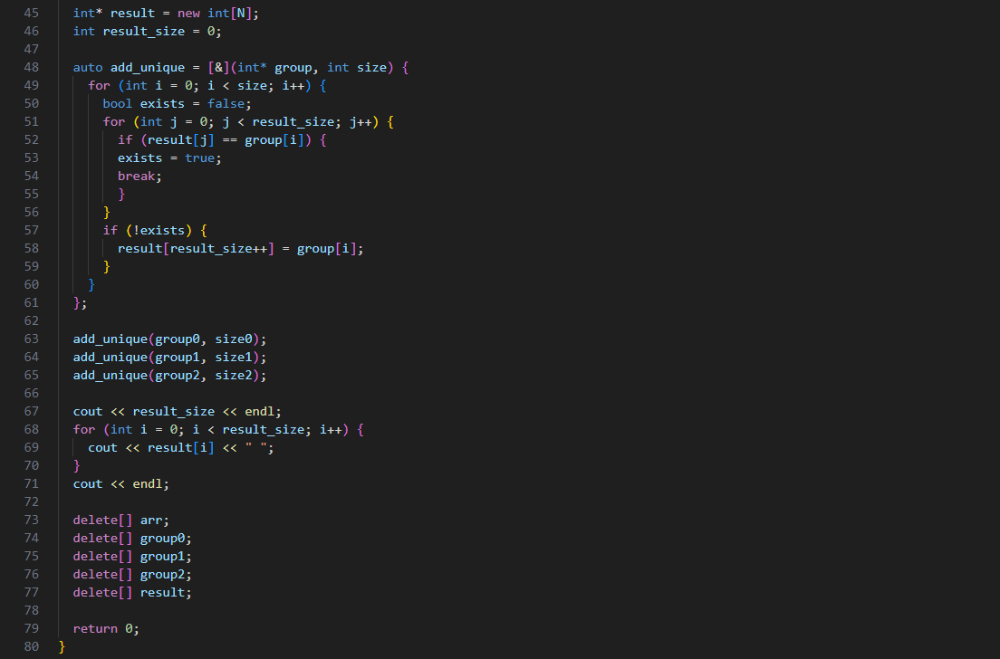 45 int* result = new int[N];
46 int result_size = 0;
47
48 auto add_unique = [&](int* group, int size) {
49 for (int i = 0; i < size; i++) {
50 bool exists = false;
51 for (int j = 0; j < result_size; j++) {
52 if (result[j] == group[i]) {
53 exists = true;
54 break;
55 }
56 }
57 if (!exists) {
58 result[result_size++] = group[i];
59 }
60 }
61 };
62
63 add_unique(group0, size0);
64 add_unique(group1, size1);
65 add_unique(group2, size2);
66
67 cout << result_size << endl;
68 for (int i = 0; i < result_size; i++) {
69 cout << result[i] << " ";
70 }
71 cout << endl;
72
73 delete[] arr;
74 delete[] group0;
75 delete[] group1;
76 delete[] group2;
77 delete[] result;
78
79 return 0;
80 }